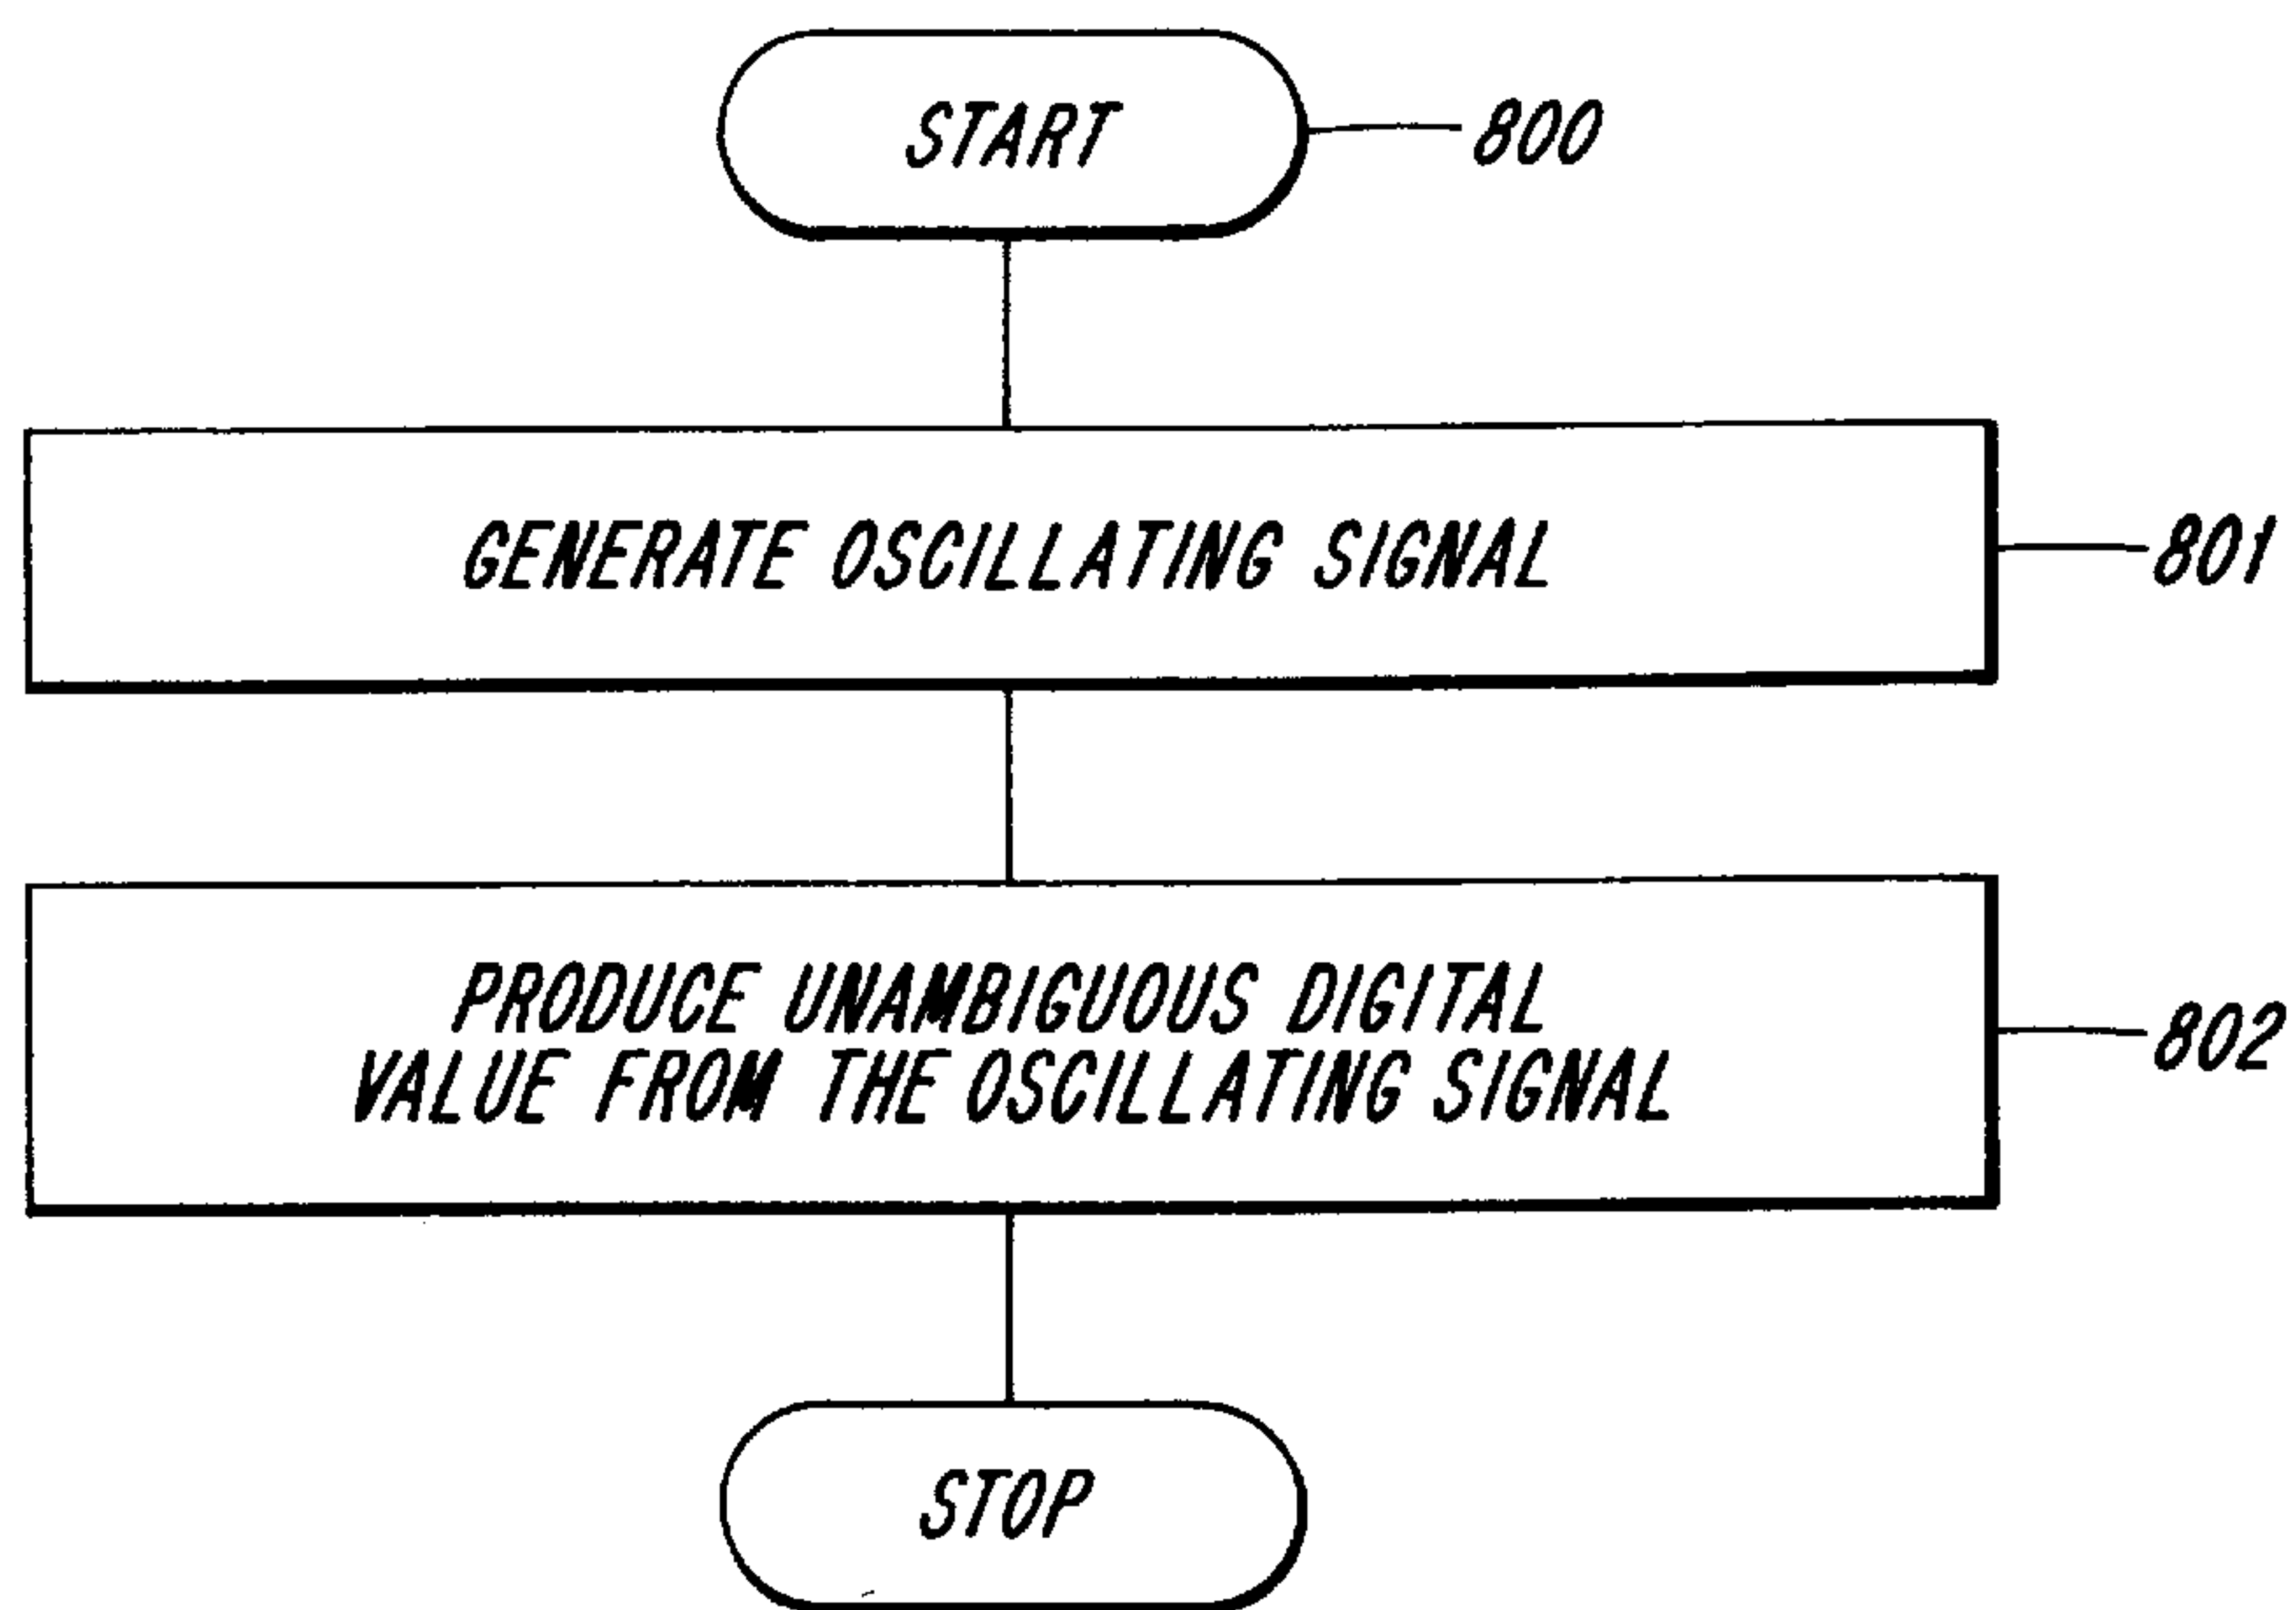 START
800
GENERATE OSCILLATING SIGNAL
801
PRODUCE UNAMBIGUOUS DIGITAL
VALUE FROM THE OSCILLATING SIGNAL
802
STOP